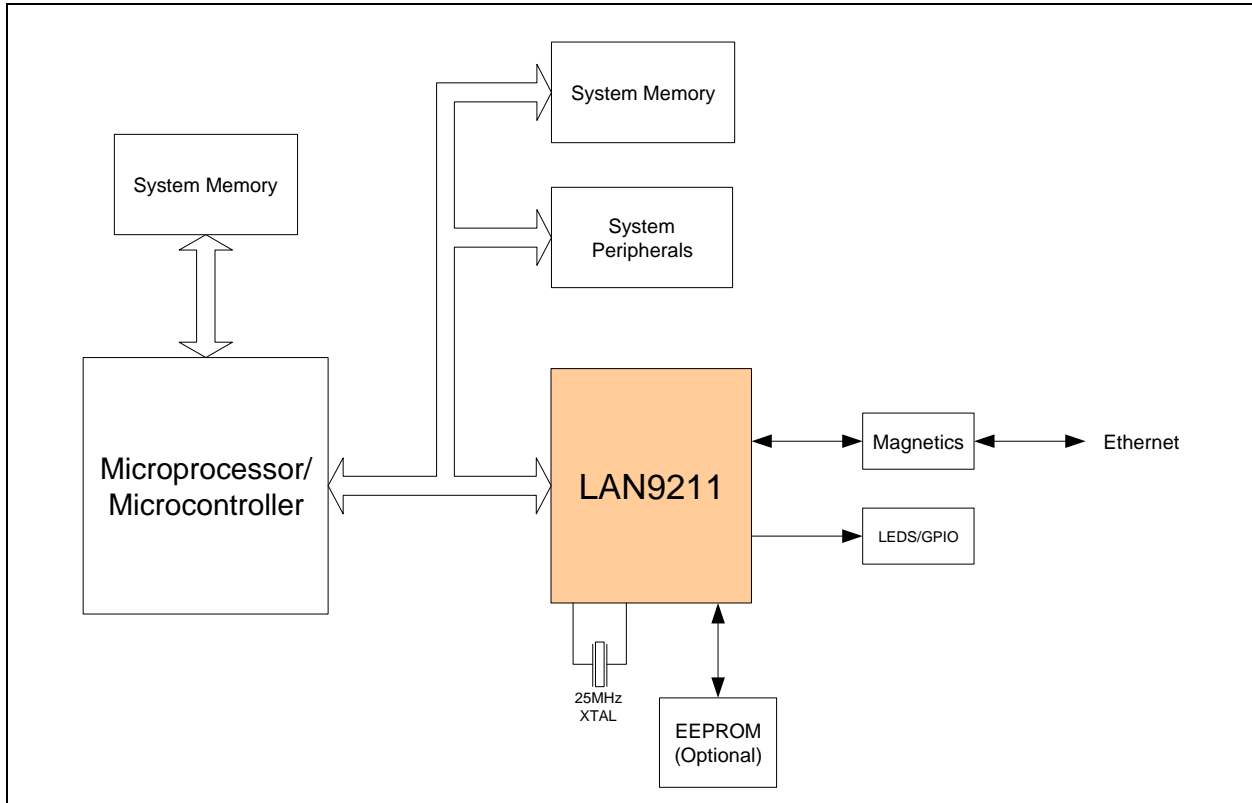 System Memory
System Memory
System
Peripherals
Microprocessor/
Microcontroller
LAN9211
Magnetics
Ethernet
LEDS/GPIO
25MHz
XTAL
EEPROM
(Optional)